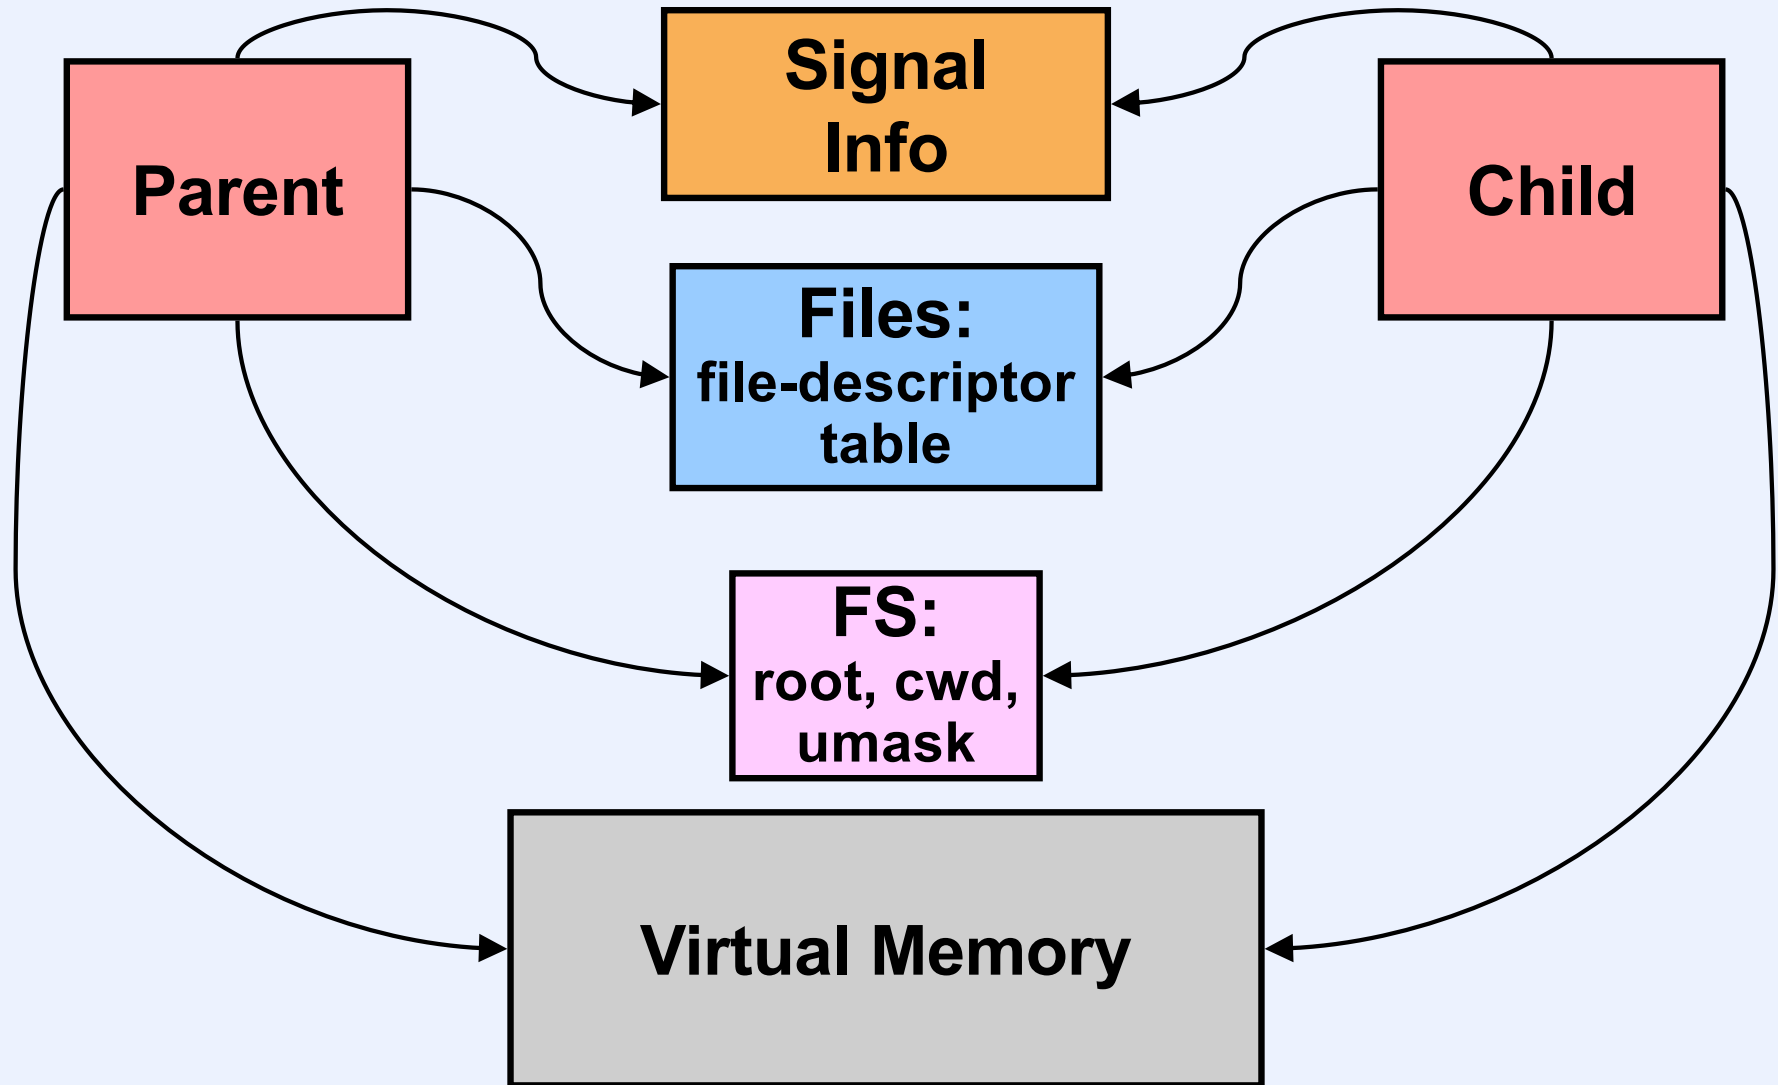 Signal
Info
Parent
Child
Files:
file-descriptor
table
FS:
root, cwd,
umask
Virtual Memory